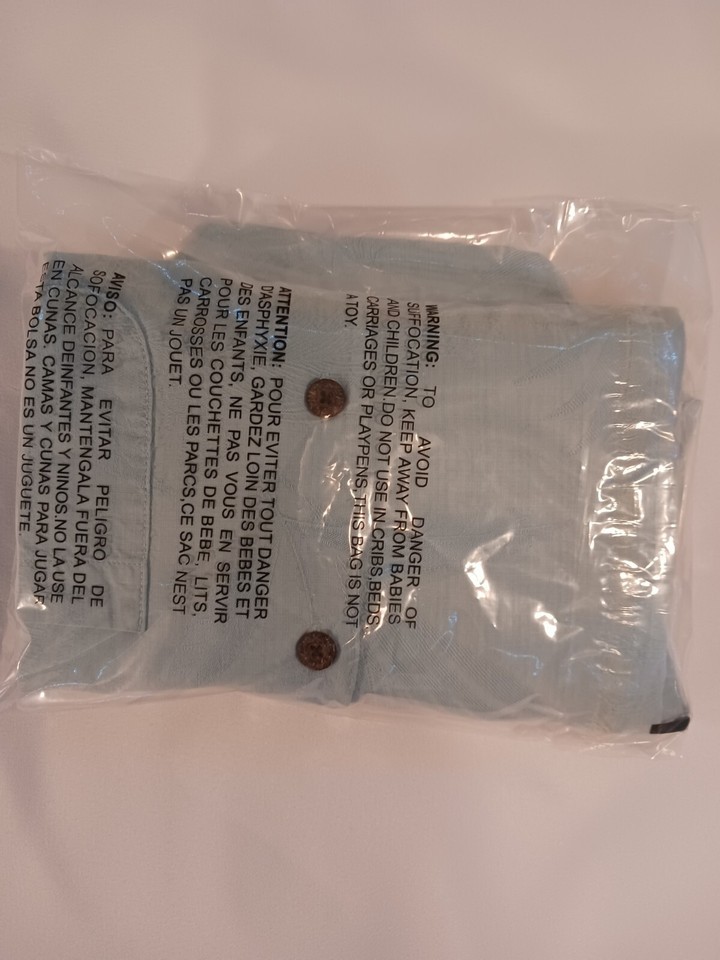 WARNING: TO AVOID DANGER OF
SUFFOCATION, KEEP AWAY FROM BABIES
AND CHILDREN.DO NOT USE IN CRIBS,BEDS,
CARRIAGES OR PLAYPENS,THIS BAG IS NOT
A TOY.
ATTENTION: POUR EVITER TOUT DANGER
D'ASPHYXIE, GARDEZ LOIN DES BEBES ET
DES ENFANTS, NE PAS VOUS EN SERVIR
POUR LES COUCHETTES DE BEBE, LITS,
CARROSSES OU LES PARCS,CE SAC NEST
PAS UN JOUET.
AVISO: PARA EVITAR PELIGRO DE
SOFOCACION, MANTENGALA FUERA DEL
ALCANCE DEINFANTES Y NINOS.NO LA USE
EN CUNAS. CAMAS Y CUNAS PARA JUGAR.
ESTA BOLSA NO ES UN JUGUETE.